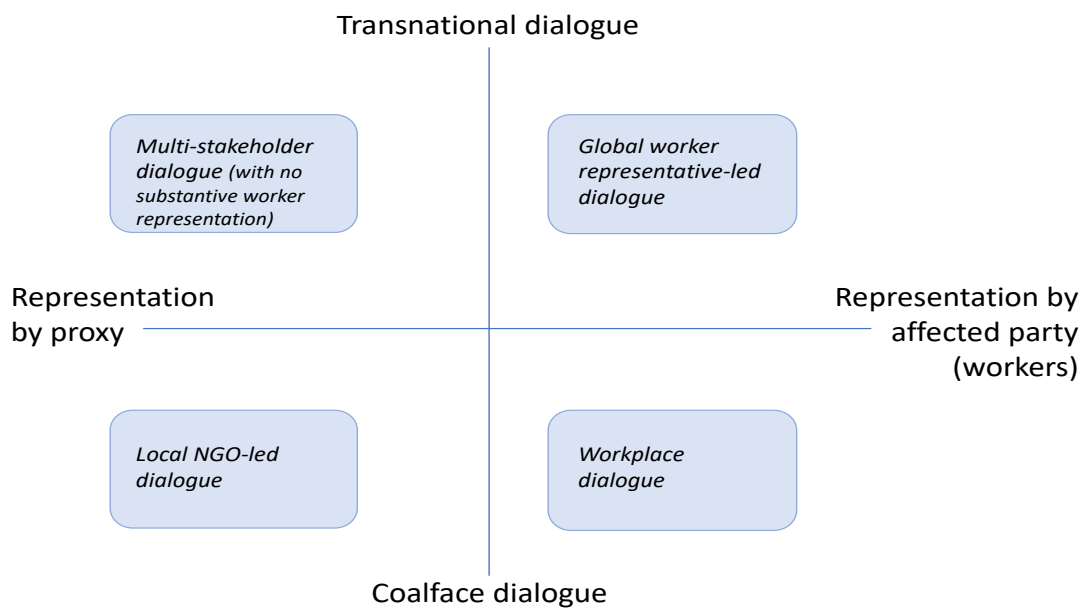 Transnational dialogue
Multi-stakeholder
dialogue (with no
substantive worker
representation)
Global worker
representative-led
dialogue
Representation
by proxy
Representation by
affected party
(workers)
Local NGO-led
dialogue
Workplace
dialogue
Coalface dialogue